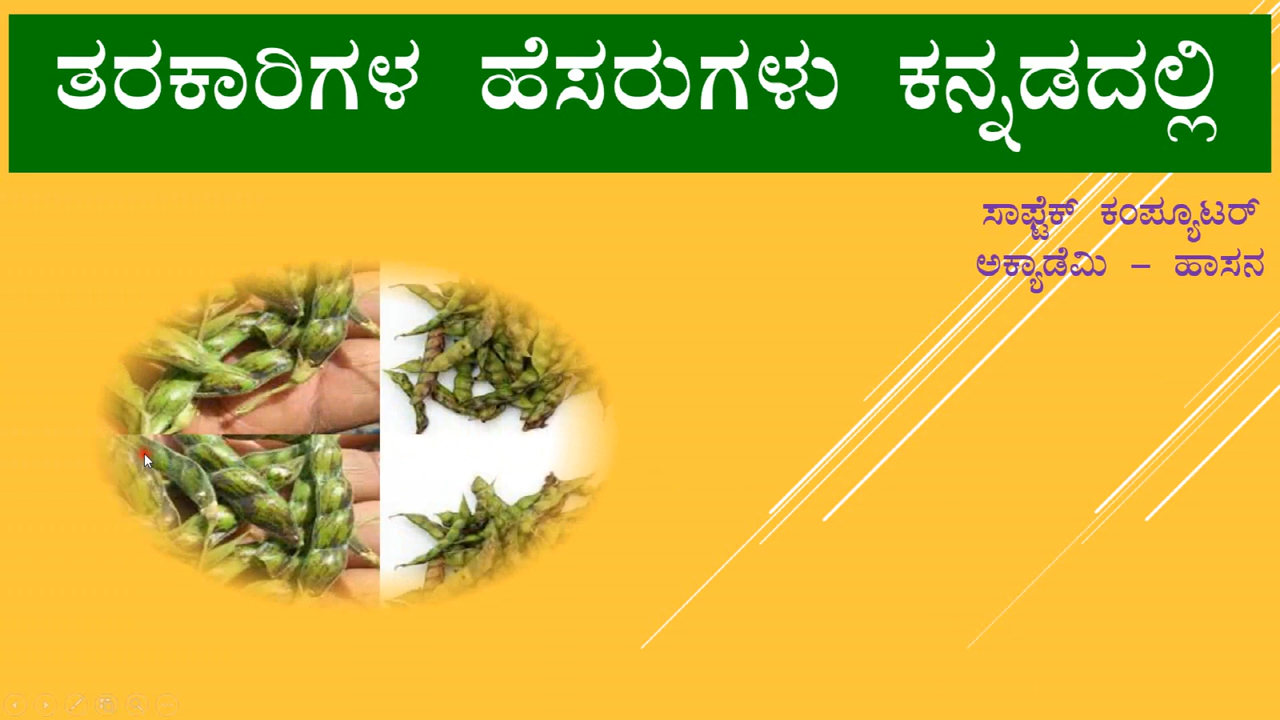 ತರಕಾರಿಗಳ ಹೆಸರುಗಳು ಕನ್ನಡದಲ್ಲಿ
ಸಾಫ್ಟೆಕ್ ಕಂಪ್ಯೂಟರ್
ಅಕ್ಯಾಡೆಮಿ – ಹಾಸನ